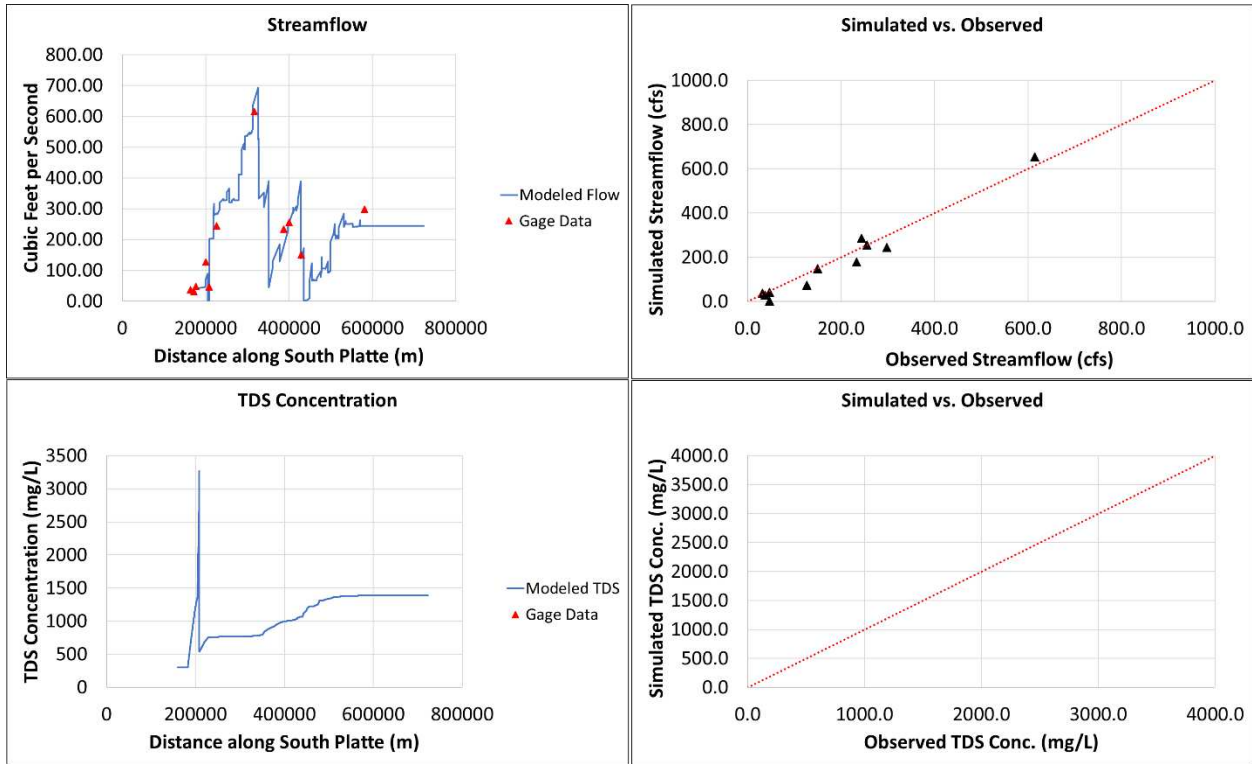 Streamflow
800.00
700.00
600.00
500.00
400.00
300.00
200.00
100.00
0.00
Cubic Feet per Second
0 200000 400000 600000 800000
Distance along South Platte (m)
Modeled Flow
Gage Data
Simulated vs. Observed
1000.0
800.0
600.0
400.0
200.0
0.0
Simulated Streamflow (cfs)
0.0 200.0 400.0 600.0 800.0 1000.0
Observed Streamflow (cfs)
TDS Concentration
3500
3000
2500
2000
1500
1000
500
0
TDS Concentration (mg/L)
0 200000 400000 600000 800000
Distance along South Platte (m)
Modeled TDS
Gage Data
Simulated vs. Observed
4000.0
3500.0
3000.0
2500.0
2000.0
1500.0
1000.0
500.0
0.0
Simulated TDS Conc. (mg/L)
0.0 1000.0 2000.0 3000.0 4000.0
Observed TDS Conc. (mg/L)